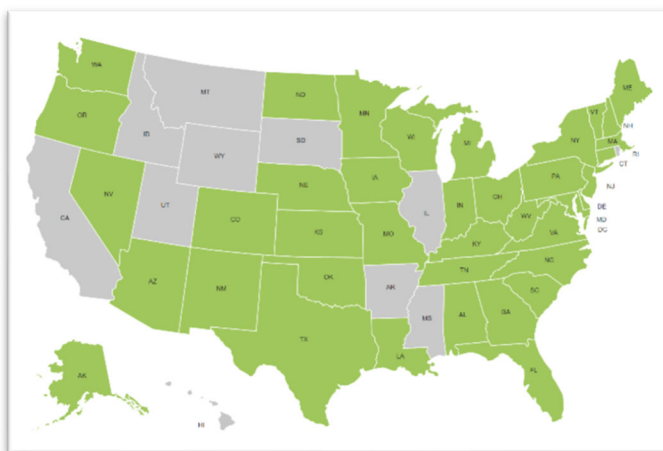 WA
MT
ND
MN
ME
OR
ID
SD
WI
MI
VT
NH
NY
MA
RI
CT
WY
NE
IA
PA
NJ
NV
UT
CO
IL
IN
OH
DE
MD
DC
CA
KS
MO
WV
VA
KY
AZ
NM
OK
AR
TN
NC
SC
MS
AL
GA
TX
LA
AK
FL
HI